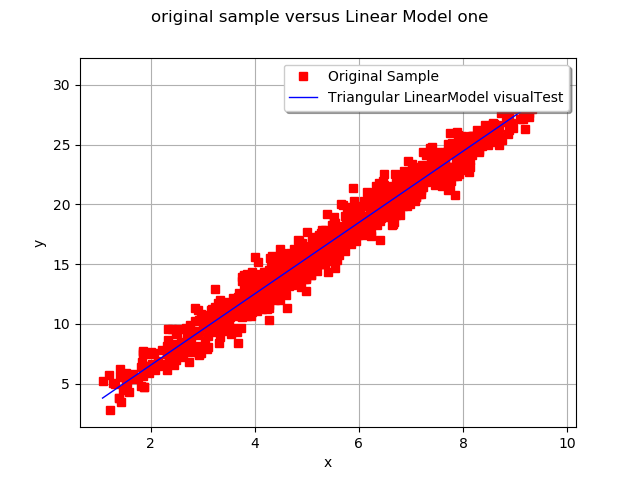 original sample versus Linear Model one
Original Sample
Triangular LinearModel visualTest
30
25
20
15
10
5
y
2
4
6
8
10
x